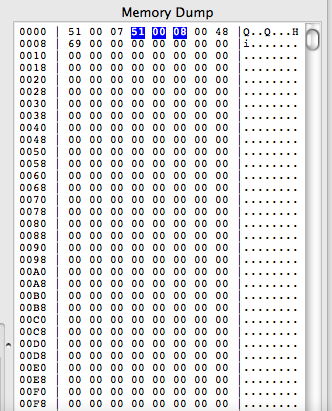 Memory Dump
0000 | 51 00 07 51 00 08 00 48 |Q..Q...H
0008 | 69 00 00 00 00 00 00 00 |i.......
0010 | 00 00 00 00 00 00 00 00 |........
0018 | 00 00 00 00 00 00 00 00 |........
0020 | 00 00 00 00 00 00 00 00 |........
0028 | 00 00 00 00 00 00 00 00 |........
0030 | 00 00 00 00 00 00 00 00 |........
0038 | 00 00 00 00 00 00 00 00 |........
0040 | 00 00 00 00 00 00 00 00 |........
0048 | 00 00 00 00 00 00 00 00 |........
0050 | 00 00 00 00 00 00 00 00 |........
0058 | 00 00 00 00 00 00 00 00 |........
0060 | 00 00 00 00 00 00 00 00 |........
0068 | 00 00 00 00 00 00 00 00 |........
0070 | 00 00 00 00 00 00 00 00 |........
0078 | 00 00 00 00 00 00 00 00 |........
0080 | 00 00 00 00 00 00 00 00 |........
0088 | 00 00 00 00 00 00 00 00 |........
0090 | 00 00 00 00 00 00 00 00 |........
0098 | 00 00 00 00 00 00 00 00 |........
00A0 | 00 00 00 00 00 00 00 00 |........
00A8 | 00 00 00 00 00 00 00 00 |........
00B0 | 00 00 00 00 00 00 00 00 |........
00B8 | 00 00 00 00 00 00 00 00 |........
00C0 | 00 00 00 00 00 00 00 00 |........
00C8 | 00 00 00 00 00 00 00 00 |........
00D0 | 00 00 00 00 00 00 00 00 |........
00D8 | 00 00 00 00 00 00 00 00 |........
00E0 | 00 00 00 00 00 00 00 00 |........
00E8 | 00 00 00 00 00 00 00 00 |........
00F0 | 00 00 00 00 00 00 00 00 |........
00F8 | 00 00 00 00 00 00 00 00 |........